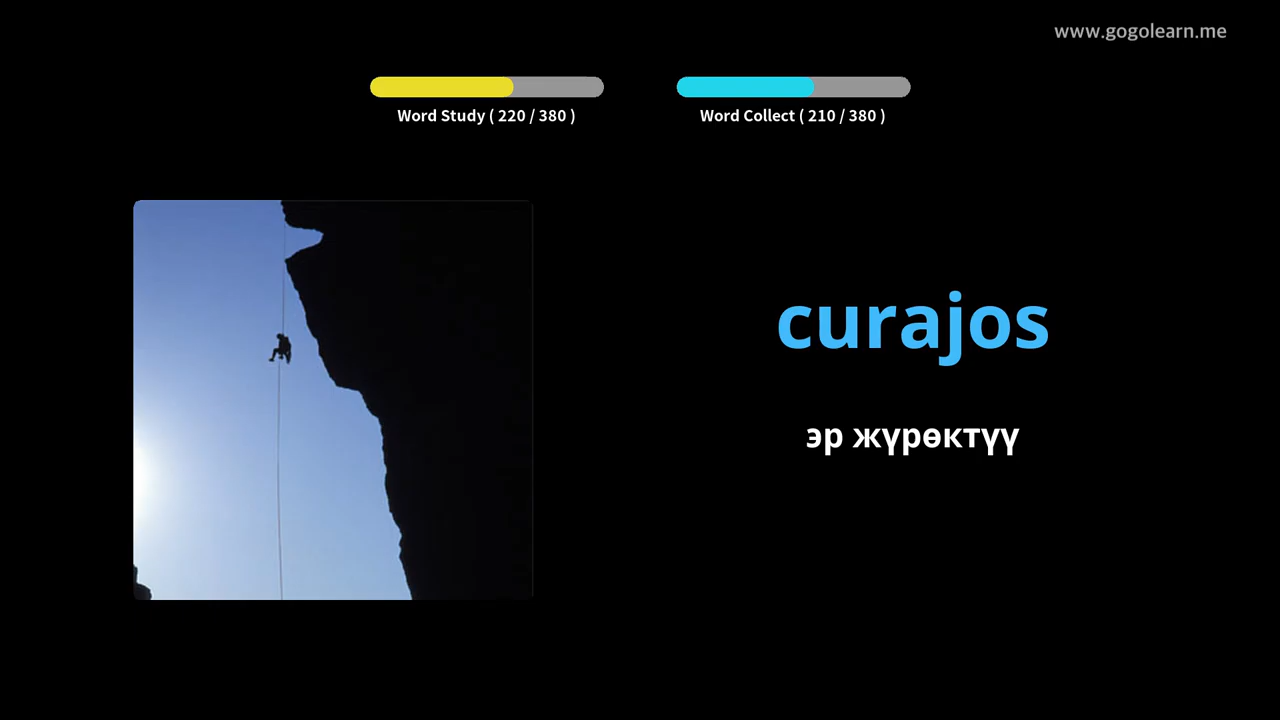 www.gogolearn.me
Word Study ( 220 / 380 )
Word Collect ( 210 / 380 )
curajos
эр жүрөктүү